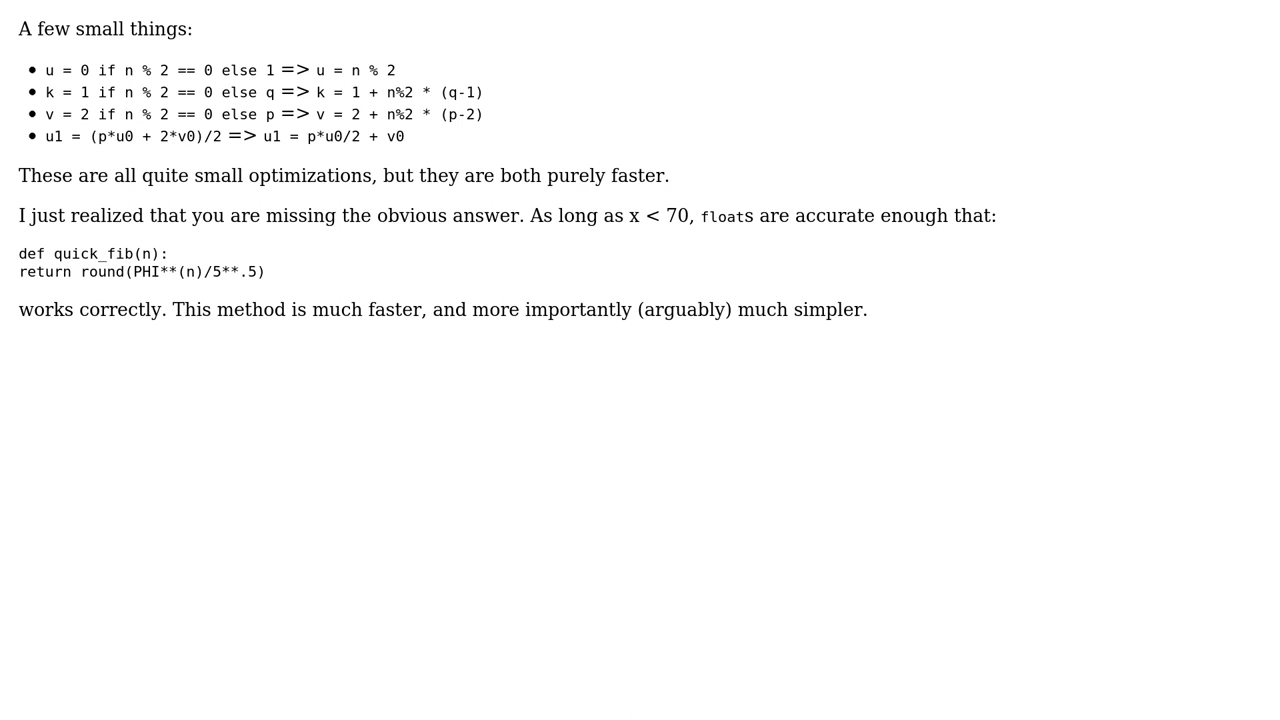 A few small things:
• u = 0 if n % 2 == 0 else 1 => u = n % 2
• k = 1 if n % 2 == 0 else q => k = 1 + n%2 * (q-1)
• v = 2 if n % 2 == 0 else p => v = 2 + n%2 * (p-2)
• u1 = (p*u0 + 2*v0)/2 => u1 = p*u0/2 + v0
These are all quite small optimizations, but they are both purely faster.
I just realized that you are missing the obvious answer. As long as x < 70, floats are accurate enough that:
def quick_fib(n):
return round(PHI**(n)/5**.5)
works correctly. This method is much faster, and more importantly (arguably) much simpler.